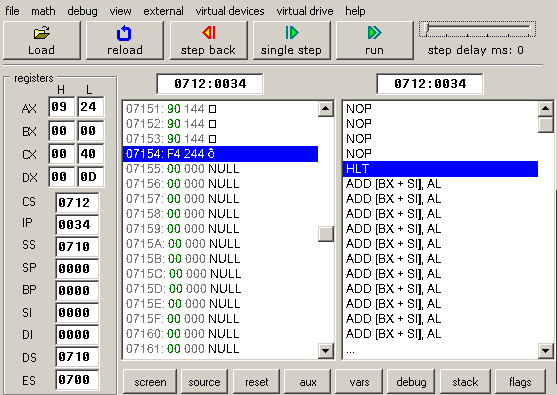 file math debug view external virtual devices virtual drive help
Load reload step back single step run step delay ms: 0
registers
H L
AX 09 24
BX 00 00
CX 00 40
DX 00 0D
CS 0712
IP 0034
SS 0710
SP 0000
BP 0000
SI 0000
DI 0000
DS 0710
ES 0700
0712:0034
07151: 90 144 □
07152: 90 144 □
07153: 90 144 □
07154: F4 244 ô
07155: 00 000 NULL
07156: 00 000 NULL
07157: 00 000 NULL
07158: 00 000 NULL
07159: 00 000 NULL
0715A: 00 000 NULL
0715B: 00 000 NULL
0715C: 00 000 NULL
0715D: 00 000 NULL
0715E: 00 000 NULL
0715F: 00 000 NULL
07160: 00 000 NULL
07161: 00 000 NULL
0712:0034
NOP
NOP
NOP
NOP
HLT
ADD [BX + SI], AL
ADD [BX + SI], AL
ADD [BX + SI], AL
ADD [BX + SI], AL
ADD [BX + SI], AL
ADD [BX + SI], AL
ADD [BX + SI], AL
ADD [BX + SI], AL
ADD [BX + SI], AL
ADD [BX + SI], AL
ADD [BX + SI], AL
...
screen source reset aux vars debug stack flags